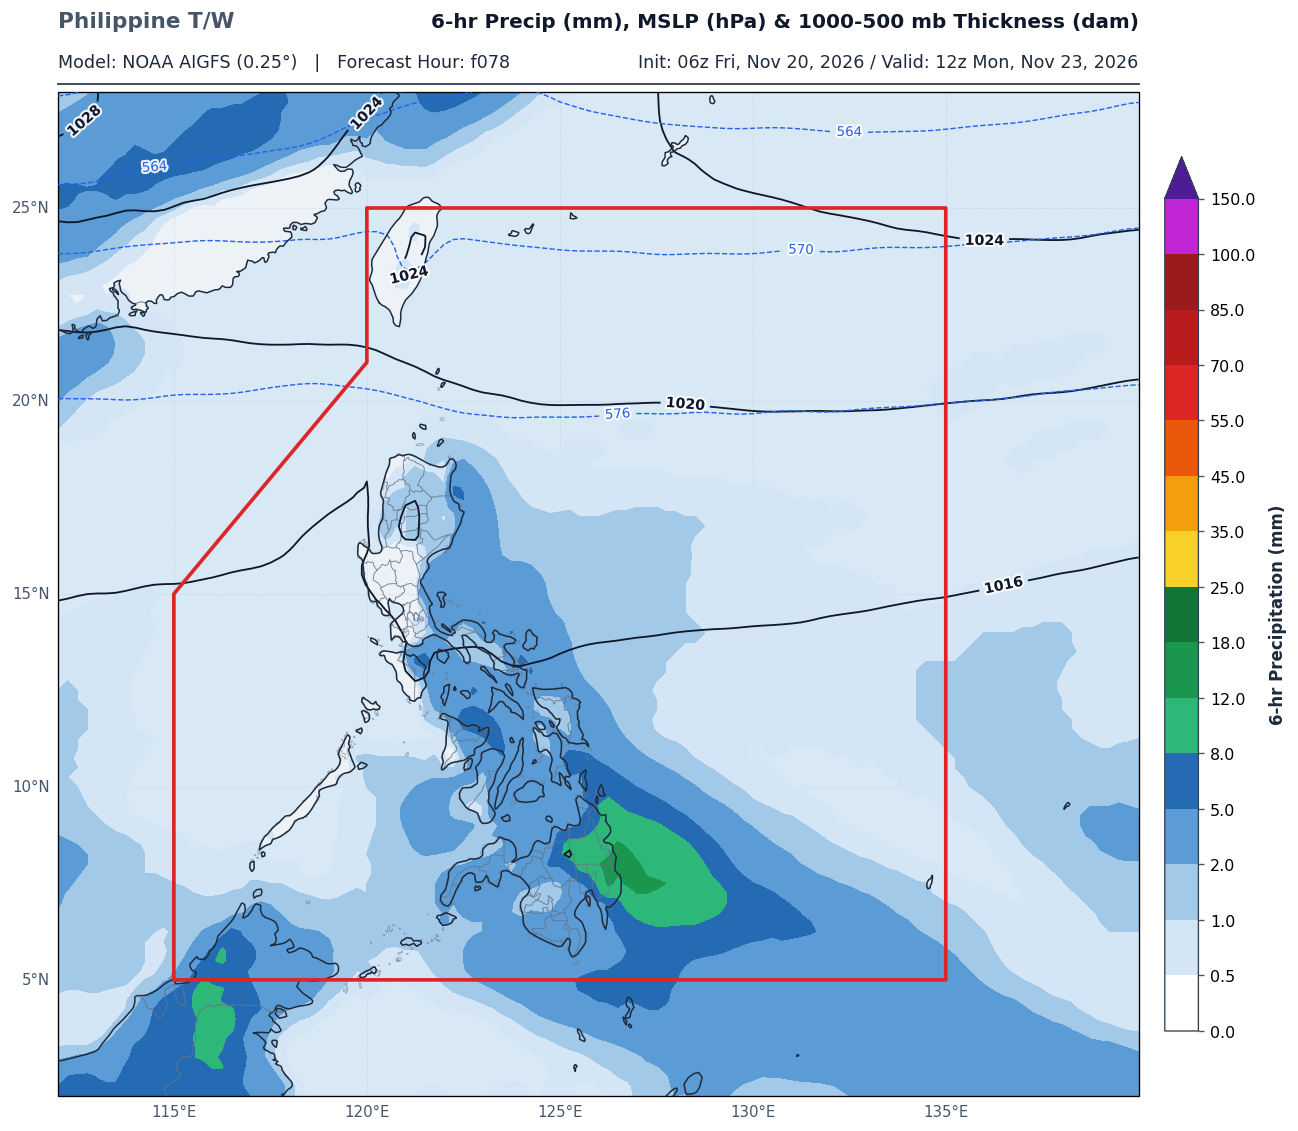 Philippine T/W
6-hr Precip (mm), MSLP (hPa) & 1000-500 mb Thickness (dam)
Model: NOAA AIGFS (0.25°) | Forecast Hour: f078
Init: 06z Fri, Nov 20, 2026 / Valid: 12z Mon, Nov 23, 2026
1028
1024
564
564
25°N
1024
570
1024
20°N
1020
576
15°N
1016
10°N
5°N
115°E
120°E
125°E
130°E
135°E
150.0
100.0
85.0
70.0
55.0
45.0
35.0
25.0
18.0
12.0
8.0
5.0
2.0
1.0
0.5
0.0
6-hr Precipitation (mm)